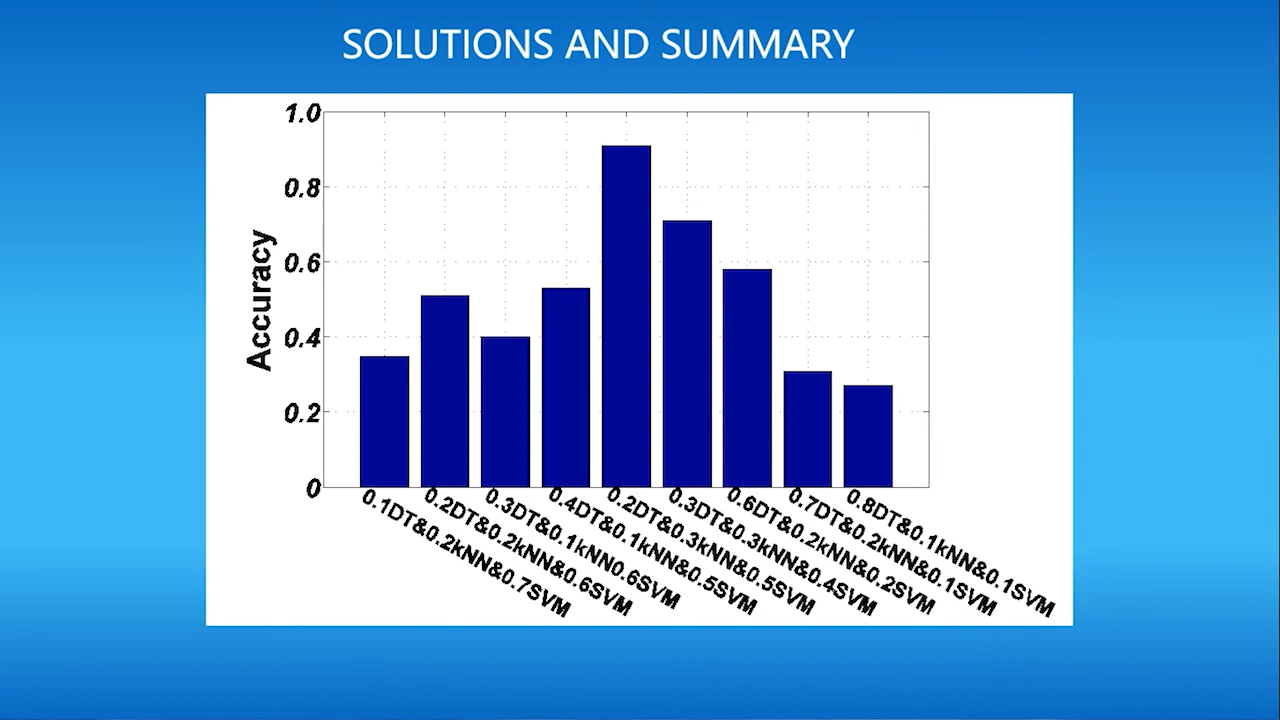 SOLUTIONS AND SUMMARY
1.0
0.8
0.6
0.4
0.2
0
Accuracy
0.1DT&0.2kNN&0.7SVM
0.2DT&0.2kNN&0.6SVM
0.3DT&0.1kNN0.6SVM
0.4DT&0.1kNN&0.5SVM
0.2DT&0.3kNN&0.5SVM
0.3DT&0.3kNN&0.4SVM
0.6DT&0.2kNN&0.2SVM
0.7DT&0.2kNN&0.1SVM
0.8DT&0.1kNN&0.1SVM